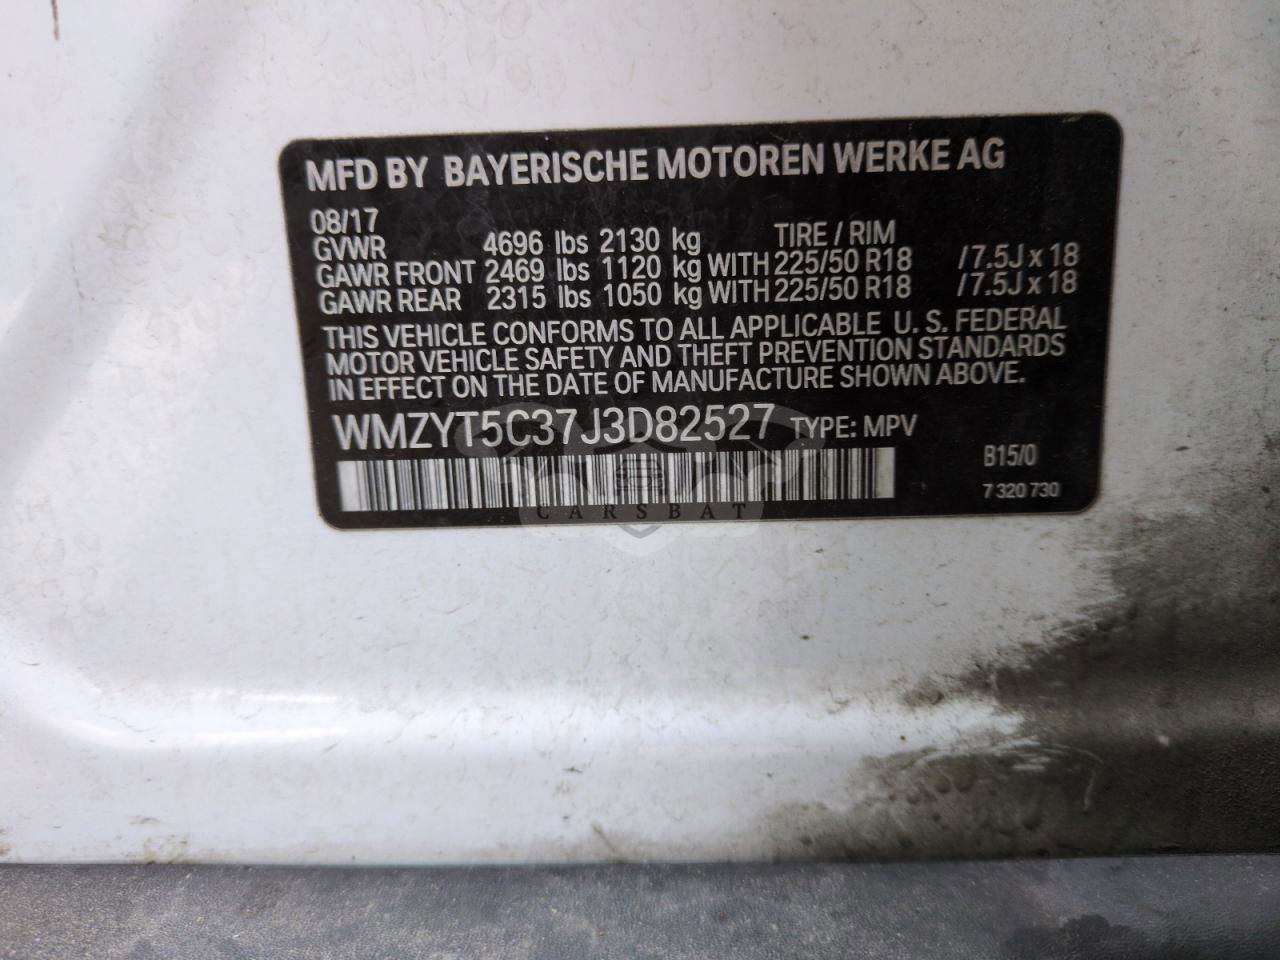 MFD BY BAYERISCHE MOTOREN WERKE AG
08/17
GVWR 4696 lbs 2130 kg TIRE / RIM
GAWR FRONT 2469 lbs 1120 kg WITH 225/50 R18 / 7.5J x 18
GAWR REAR 2315 lbs 1050 kg WITH 225/50 R18 / 7.5J x 18
THIS VEHICLE CONFORMS TO ALL APPLICABLE U. S. FEDERAL
MOTOR VEHICLE SAFETY AND THEFT PREVENTION STANDARDS
IN EFFECT ON THE DATE OF MANUFACTURE SHOWN ABOVE.
WMZYT5C37J3D82527 TYPE: MPV
B15/0
7 320 730
CARSBAT